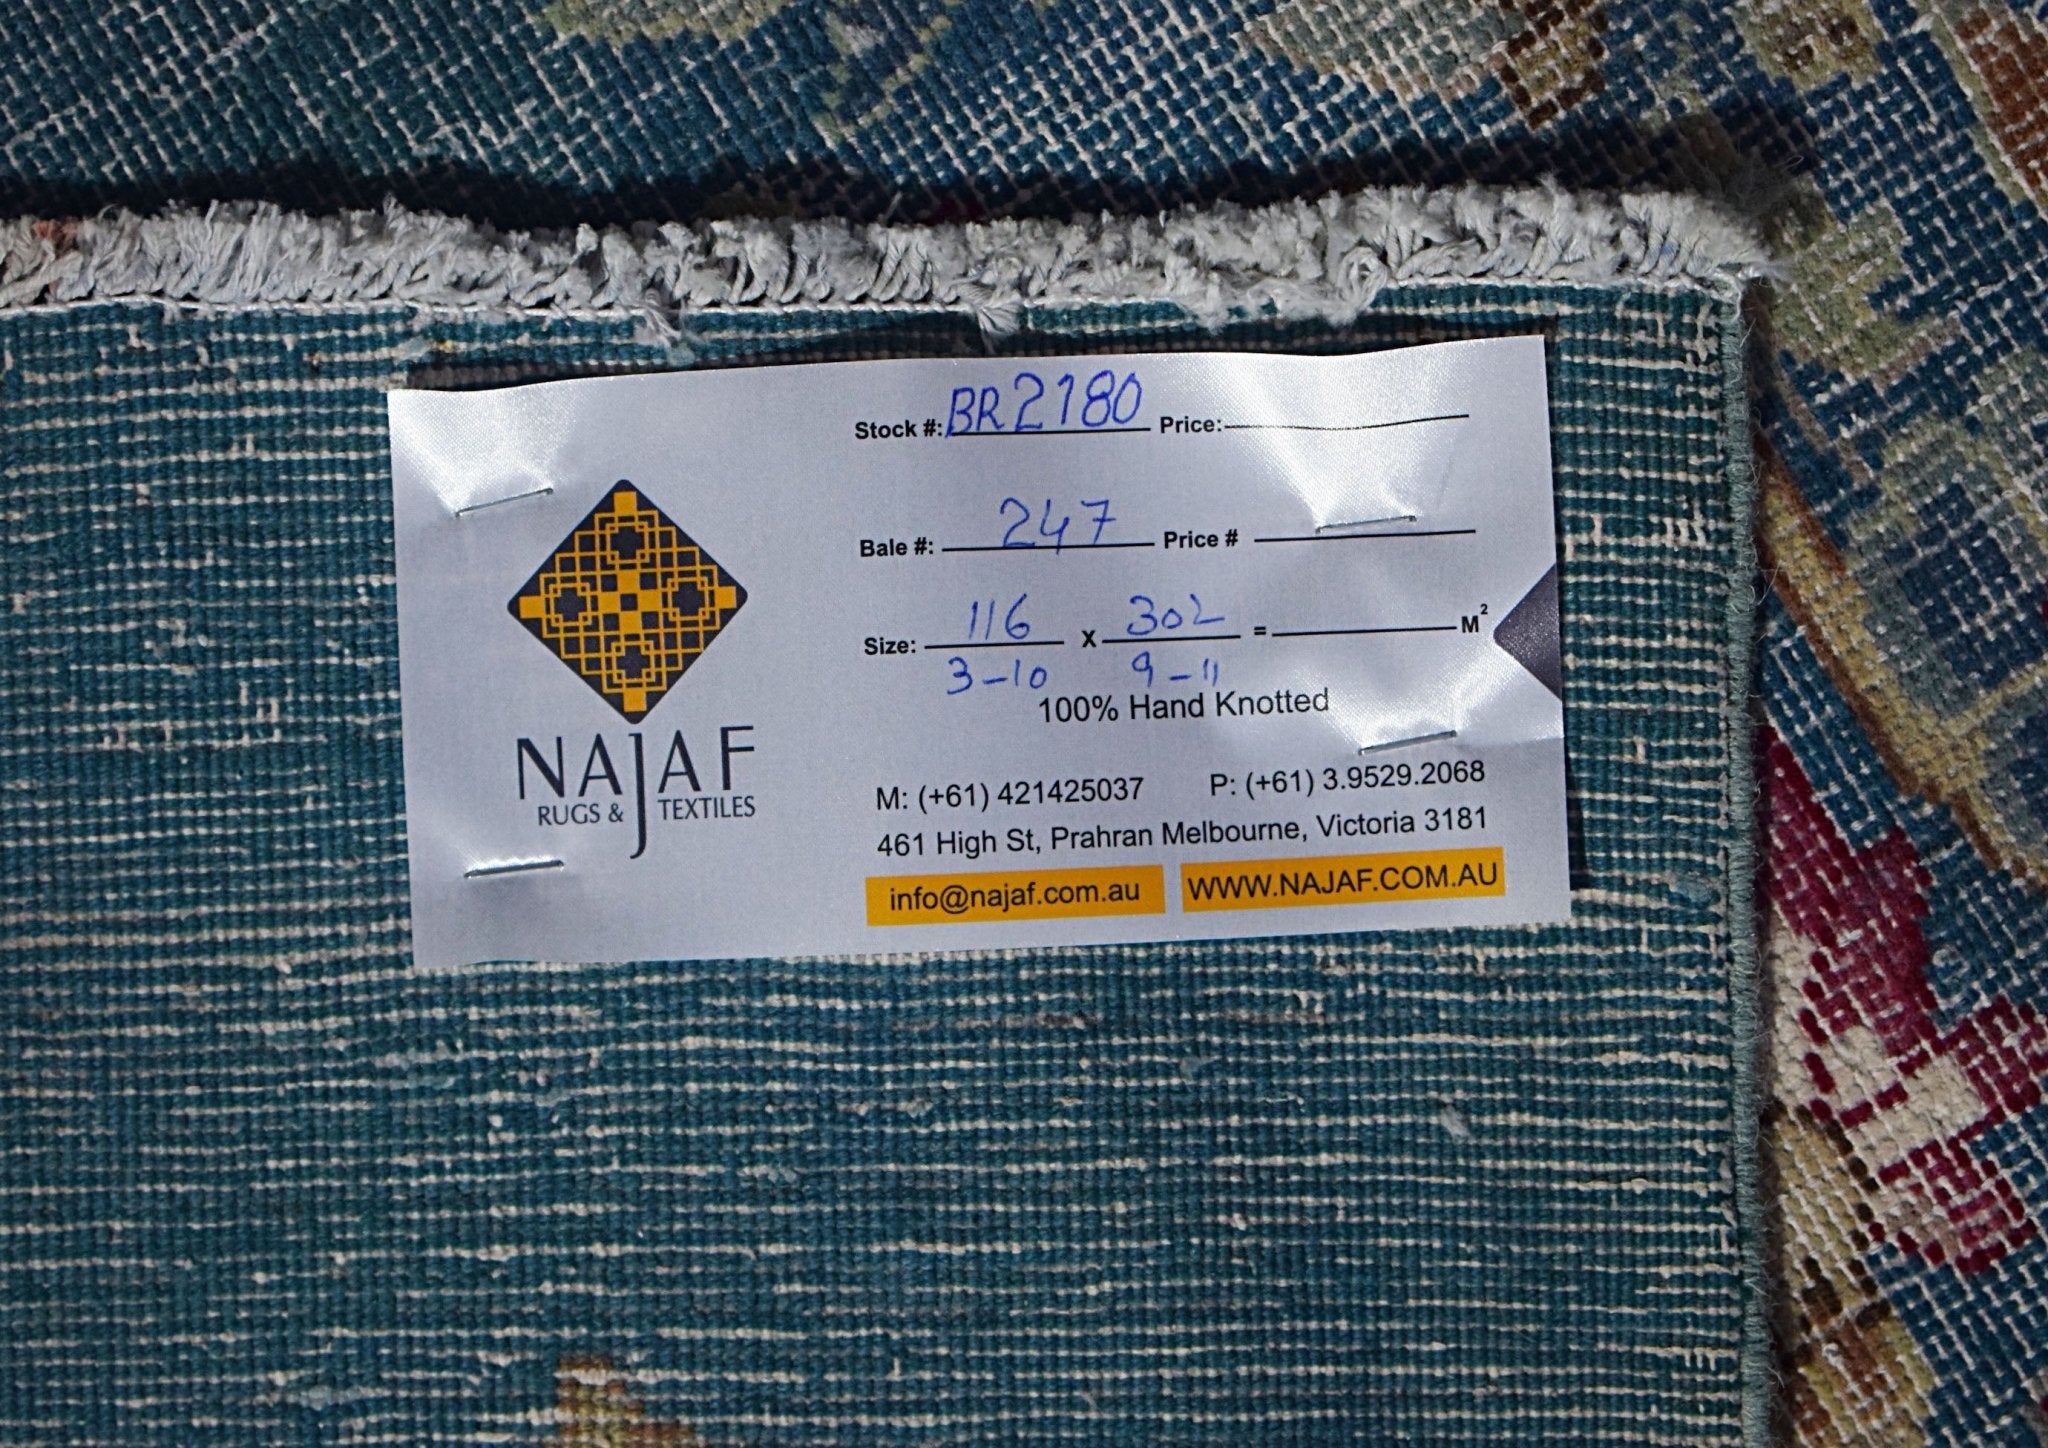 NAJAF
RUGS & TEXTILES
Stock #: BR2180 Price:
Bale #: 247 Price #
Size: 116 x 302 = M²
3-10 9-11
100% Hand Knotted
M: (+61) 421425037 P: (+61) 3.9529.2068
461 High St, Prahran Melbourne, Victoria 3181
info@najaf.com.au WWW.NAJAF.COM.AU